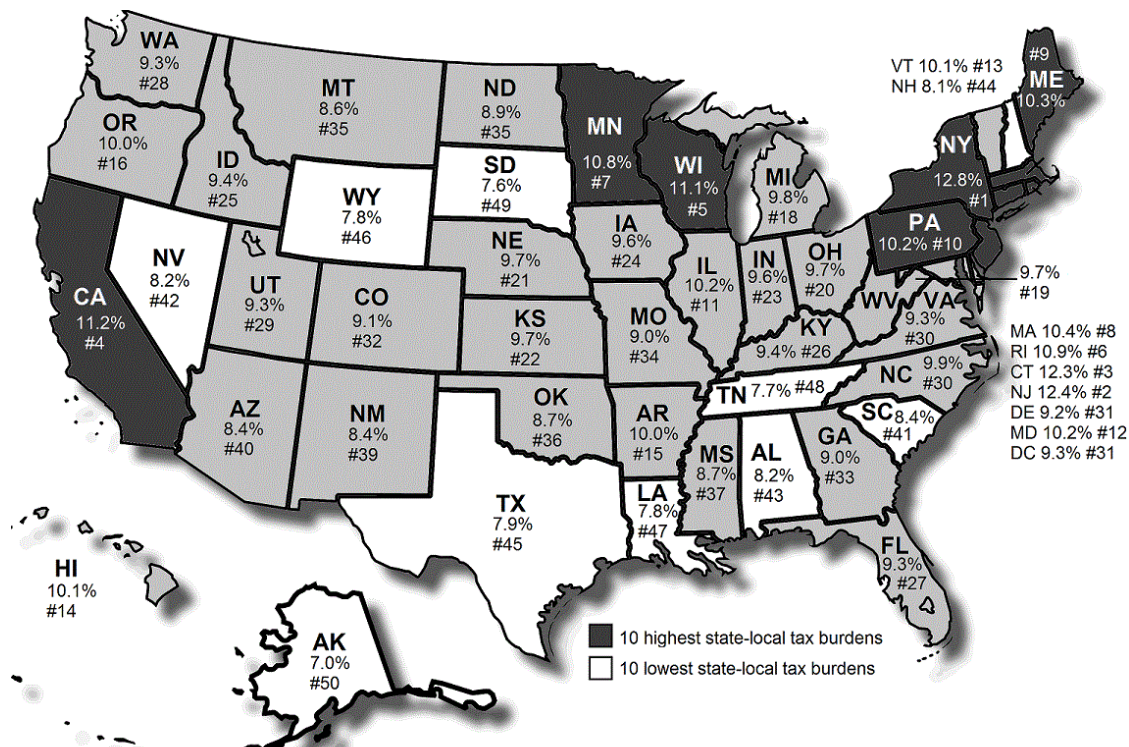 WA
9.3%
#28
MT
8.6%
#35
ND
8.9%
#35
MN
10.8%
#7
VT 10.1% #13
NH 8.1% #44
#9
ME
10.3%
OR
10.0%
#16
ID
9.4%
#25
WY
7.8%
#46
SD
7.6%
#49
WI
11.1%
#5
MI
9.8%
#18
NY
12.8%
#1
NV
8.2%
#42
UT
9.3%
#29
CO
9.1%
#32
NE
9.7%
#21
IA
9.6%
#24
IL
10.2%
#11
IN
9.6%
#23
OH
9.7%
#20
PA
10.2% #10
9.7%
#19
CA
11.2%
#4
KS
9.7%
#22
MO
9.0%
#34
KY
9.4% #26
WV
VA
9.3%
#30
MA 10.4% #8
RI 10.9% #6
CT 12.3% #3
NJ 12.4% #2
DE 9.2% #31
MD 10.2% #12
DC 9.3% #31
AZ
8.4%
#40
NM
8.4%
#39
OK
8.7%
#36
AR
10.0%
#15
TN 7.7% #48
NC 9.9%
#30
SC 8.4%
#41
MS
8.7%
#37
AL
8.2%
#43
GA
9.0%
#33
TX
7.9%
#45
LA
7.8%
#47
FL
9.3%
#27
HI
10.1%
#14
AK
7.0%
#50
10 highest state-local tax burdens
10 lowest state-local tax burdens